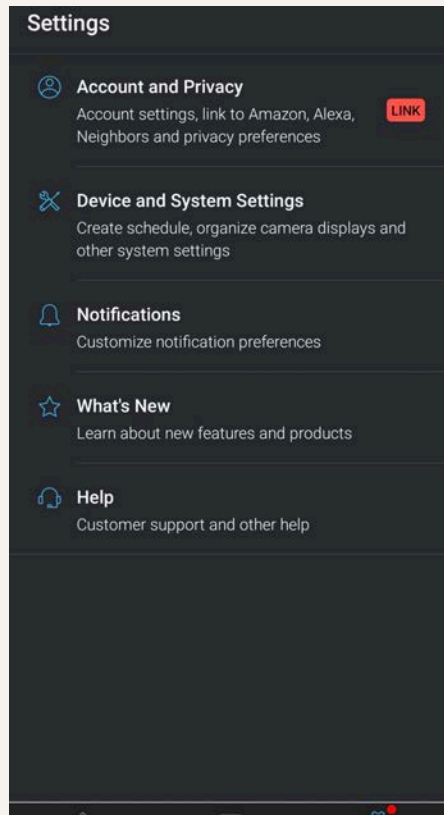 Settings
Account and Privacy
Account settings, link to Amazon, Alexa,
Neighbors and privacy preferences
LINK
Device and System Settings
Create schedule, organize camera displays and
other system settings
Notifications
Customize notification preferences
What's New
Learn about new features and products
Help
Customer support and other help